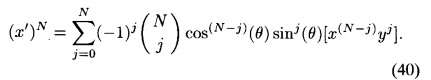 (x')^N = \sum_{j=0}^{N} (-1)^j \binom{N}{j} \cos^{(N-j)}(\theta) \sin^j(\theta)[x^{(N-j)} y^j].
(40)